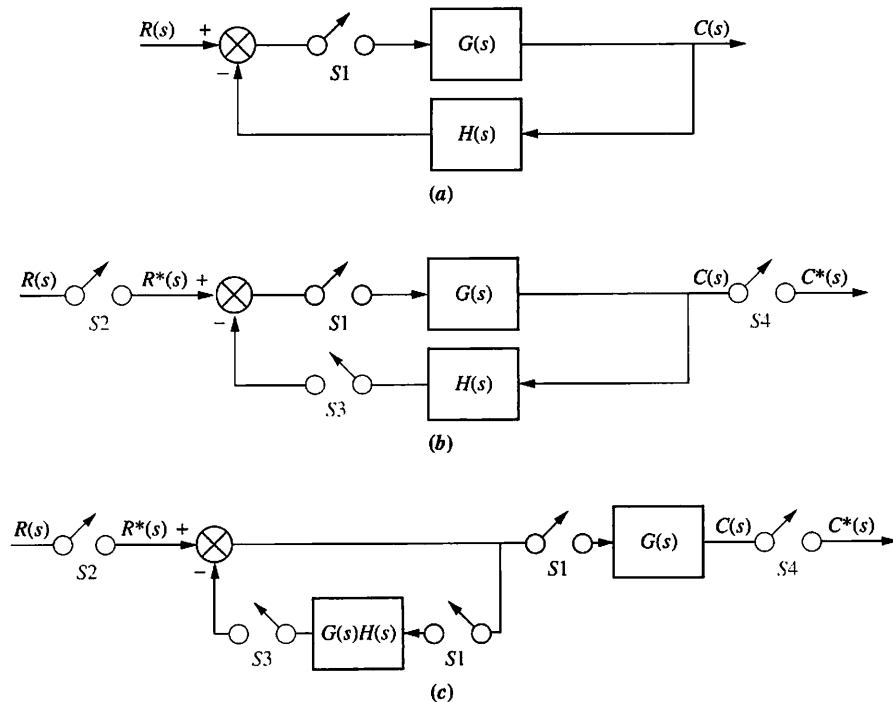 R(s) + G(s) C(s)
S1
−
H(s)
(a)
R(s) R*(s) + G(s) C(s) C*(s)
S2 S1 S4
−
H(s)
S3
(b)
R(s) R*(s) + G(s) C(s) C*(s)
S2 S1 S4
−
G(s)H(s)
S3 S1
(c)